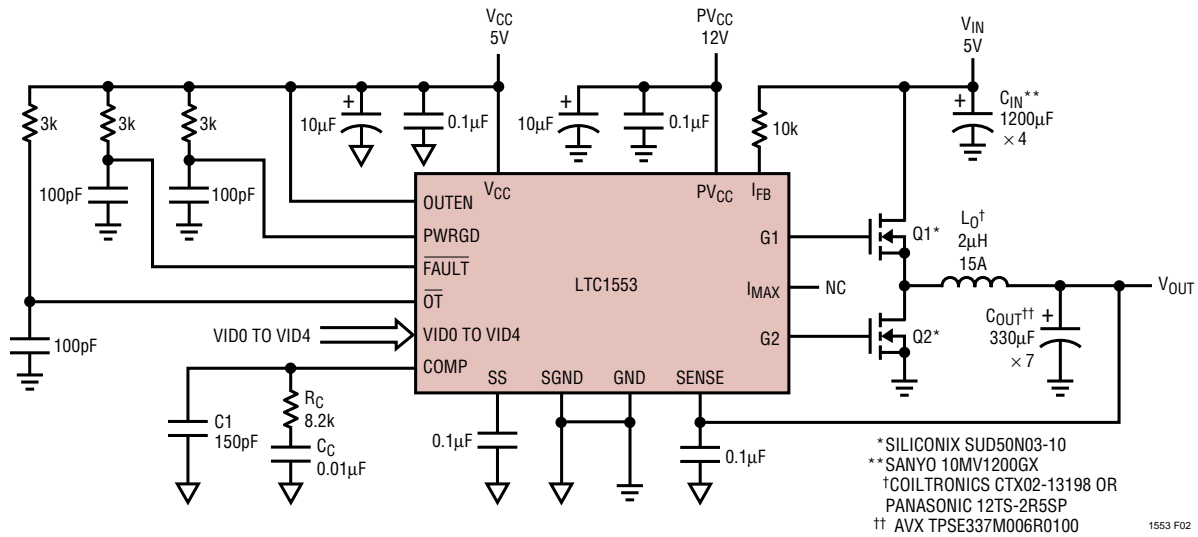 VCC
5V
PVCC
12V
VIN
5V
3k
3k
3k
+
10µF
0.1µF
+
10µF
0.1µF
10k
+
CIN**
1200µF
× 4
100pF
100pF
VCC
PVCC
IFB
OUTEN
PWRGD
FAULT
OT
VID0 TO VID4
VID0 TO VID4
COMP
LTC1553
G1
IMAX
NC
G2
Q1*
Q2*
LO†
2µH
15A
VOUT
COUT††
+
330µF
× 7
100pF
SS
SGND
GND
SENSE
C1
150pF
RC
8.2k
CC
0.01µF
0.1µF
0.1µF
*SILICONIX SUD50N03-10
**SANYO 10MV1200GX
†COILTRONICS CTX02-13198 OR
PANASONIC 12TS-2R5SP
†† AVX TPSE337M006R0100
1553 F02